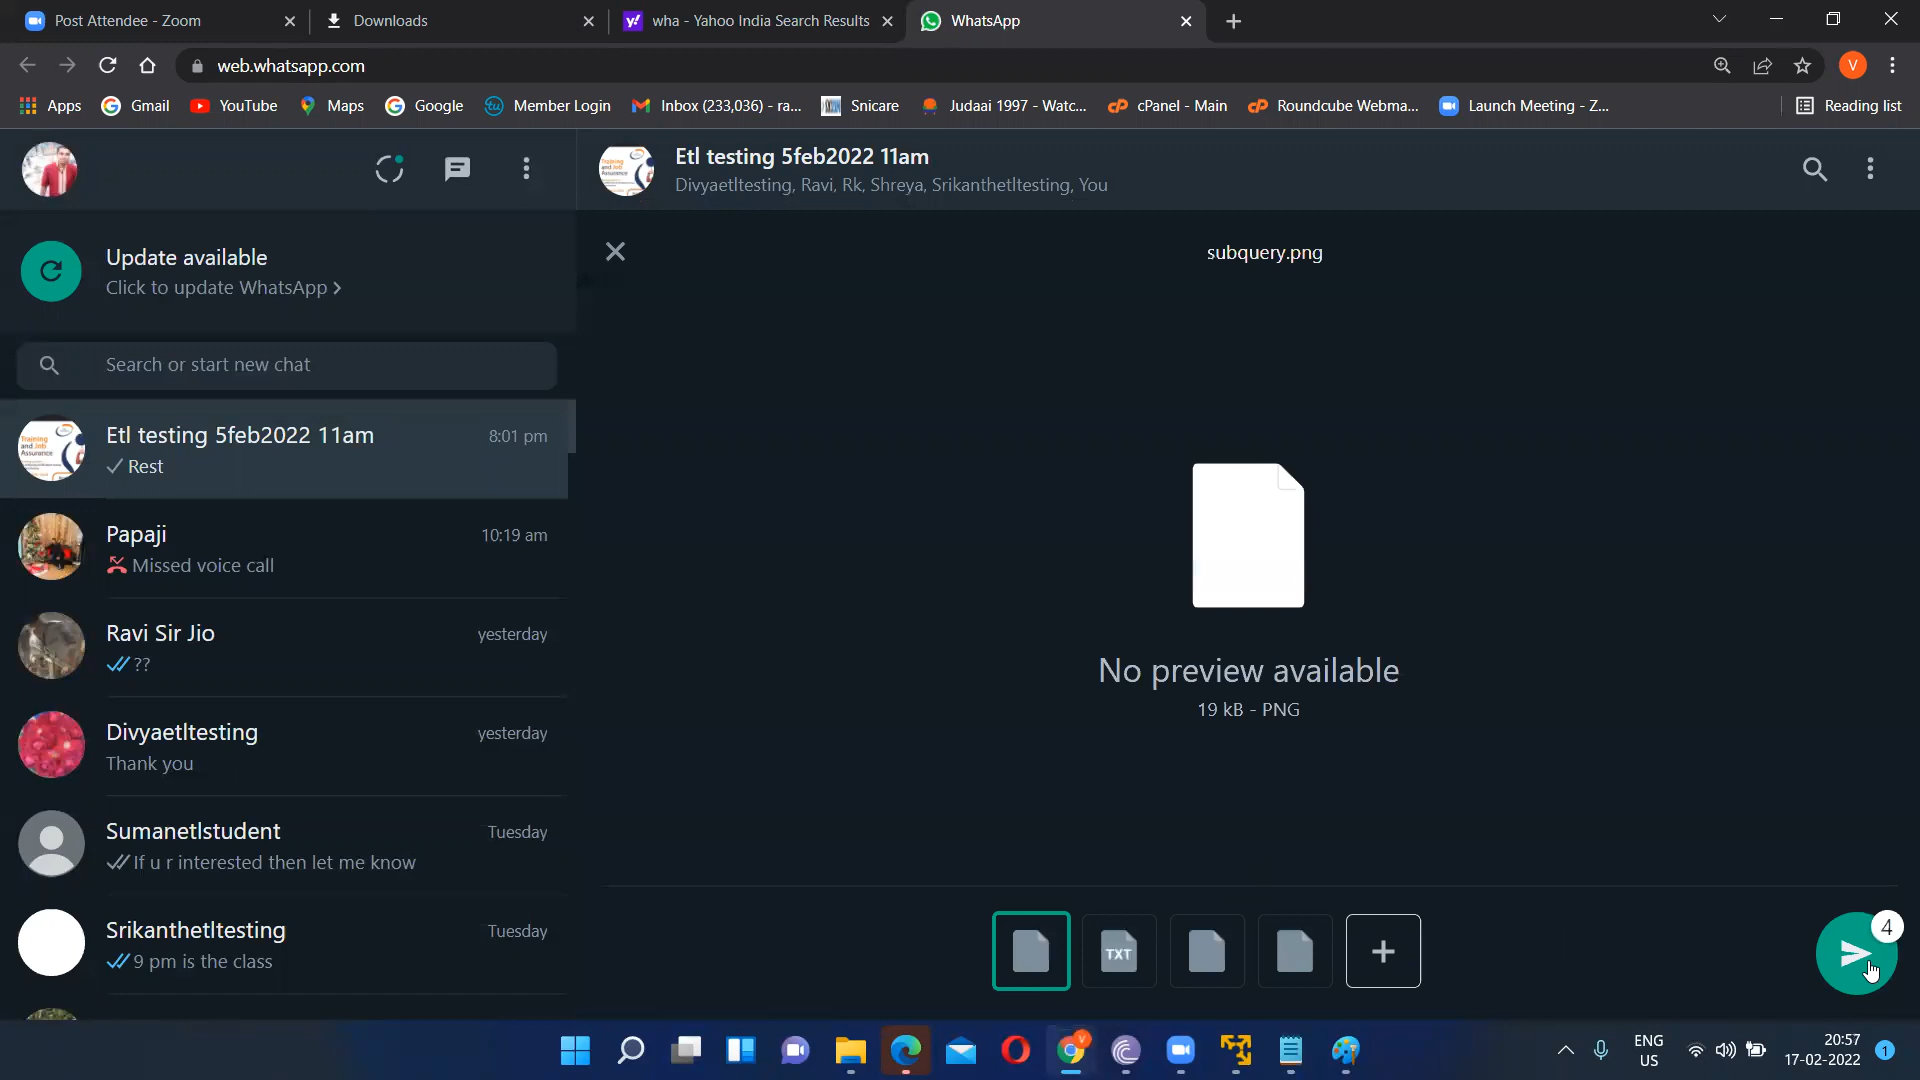 Post Attendee - Zoom
Downloads
wha - Yahoo India Search Results
WhatsApp
web.whatsapp.com
V
Apps
Gmail
YouTube
Maps
Google
Member Login
Inbox (233,036) - ra...
Snicare
Judaai 1997 - Watc...
cPanel - Main
Roundcube Webma...
Launch Meeting - Z...
Reading list
Etl testing 5feb2022 11am
Divyaetltesting, Ravi, Rk, Shreya, Srikanthetltesting, You
Update available
Click to update WhatsApp
Search or start new chat
Etl testing 5feb2022 11am
8:01 pm
Rest
Papaji
10:19 am
Missed voice call
Ravi Sir Jio
yesterday
??
Divyaetltesting
yesterday
Thank you
Sumanetlstudent
Tuesday
If u r interested then let me know
Srikanthetltesting
Tuesday
9 pm is the class
subquery.png
No preview available
19 kB - PNG
TXT
4
ENG
US
20:57
17-02-2022
1